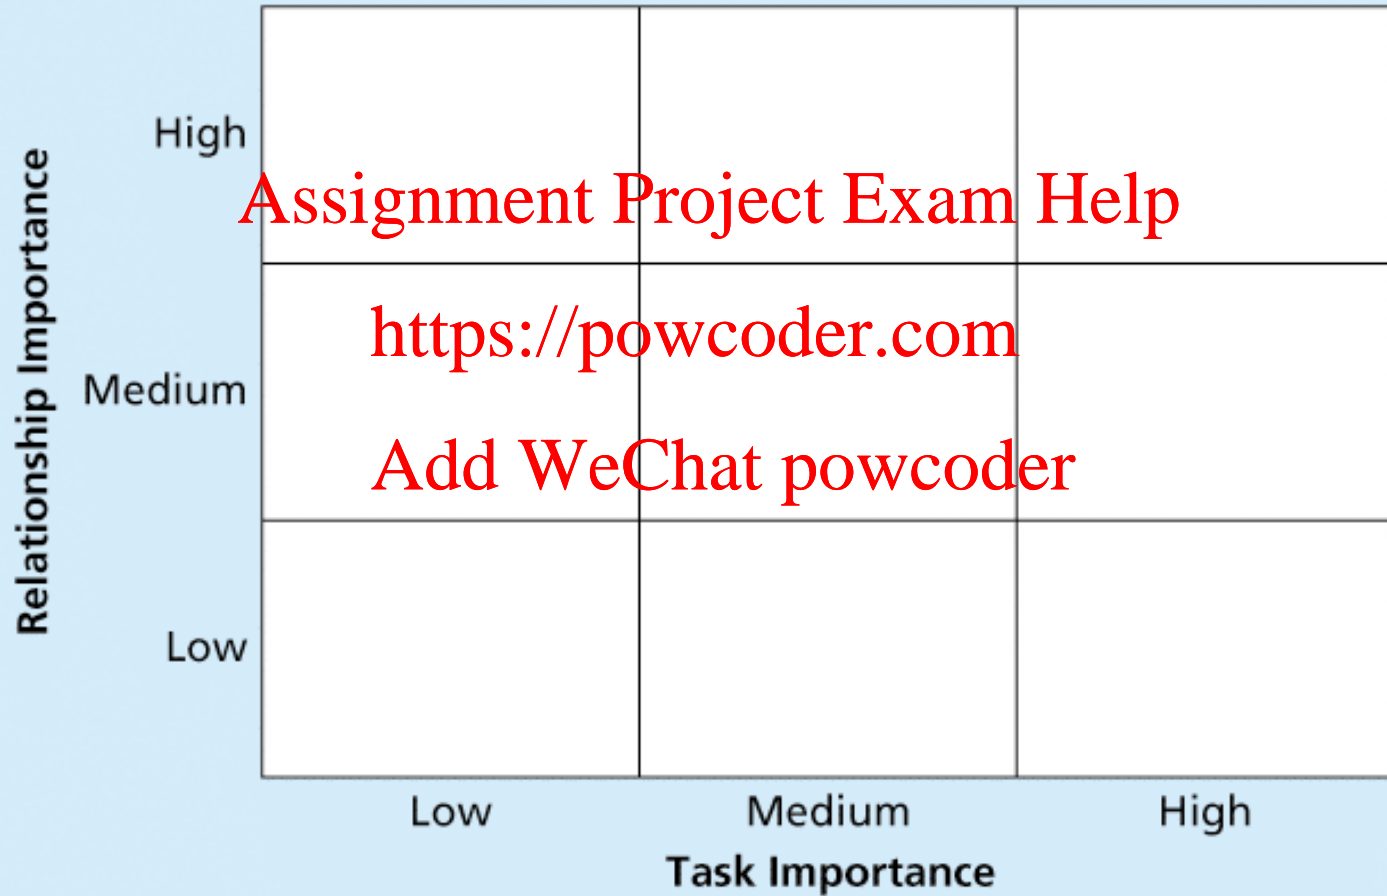 High
Assignment Project Exam Help
https://powcoder.com
Medium
Add WeChat powcoder
Low
Relationship Importance
Low Medium High
Task Importance